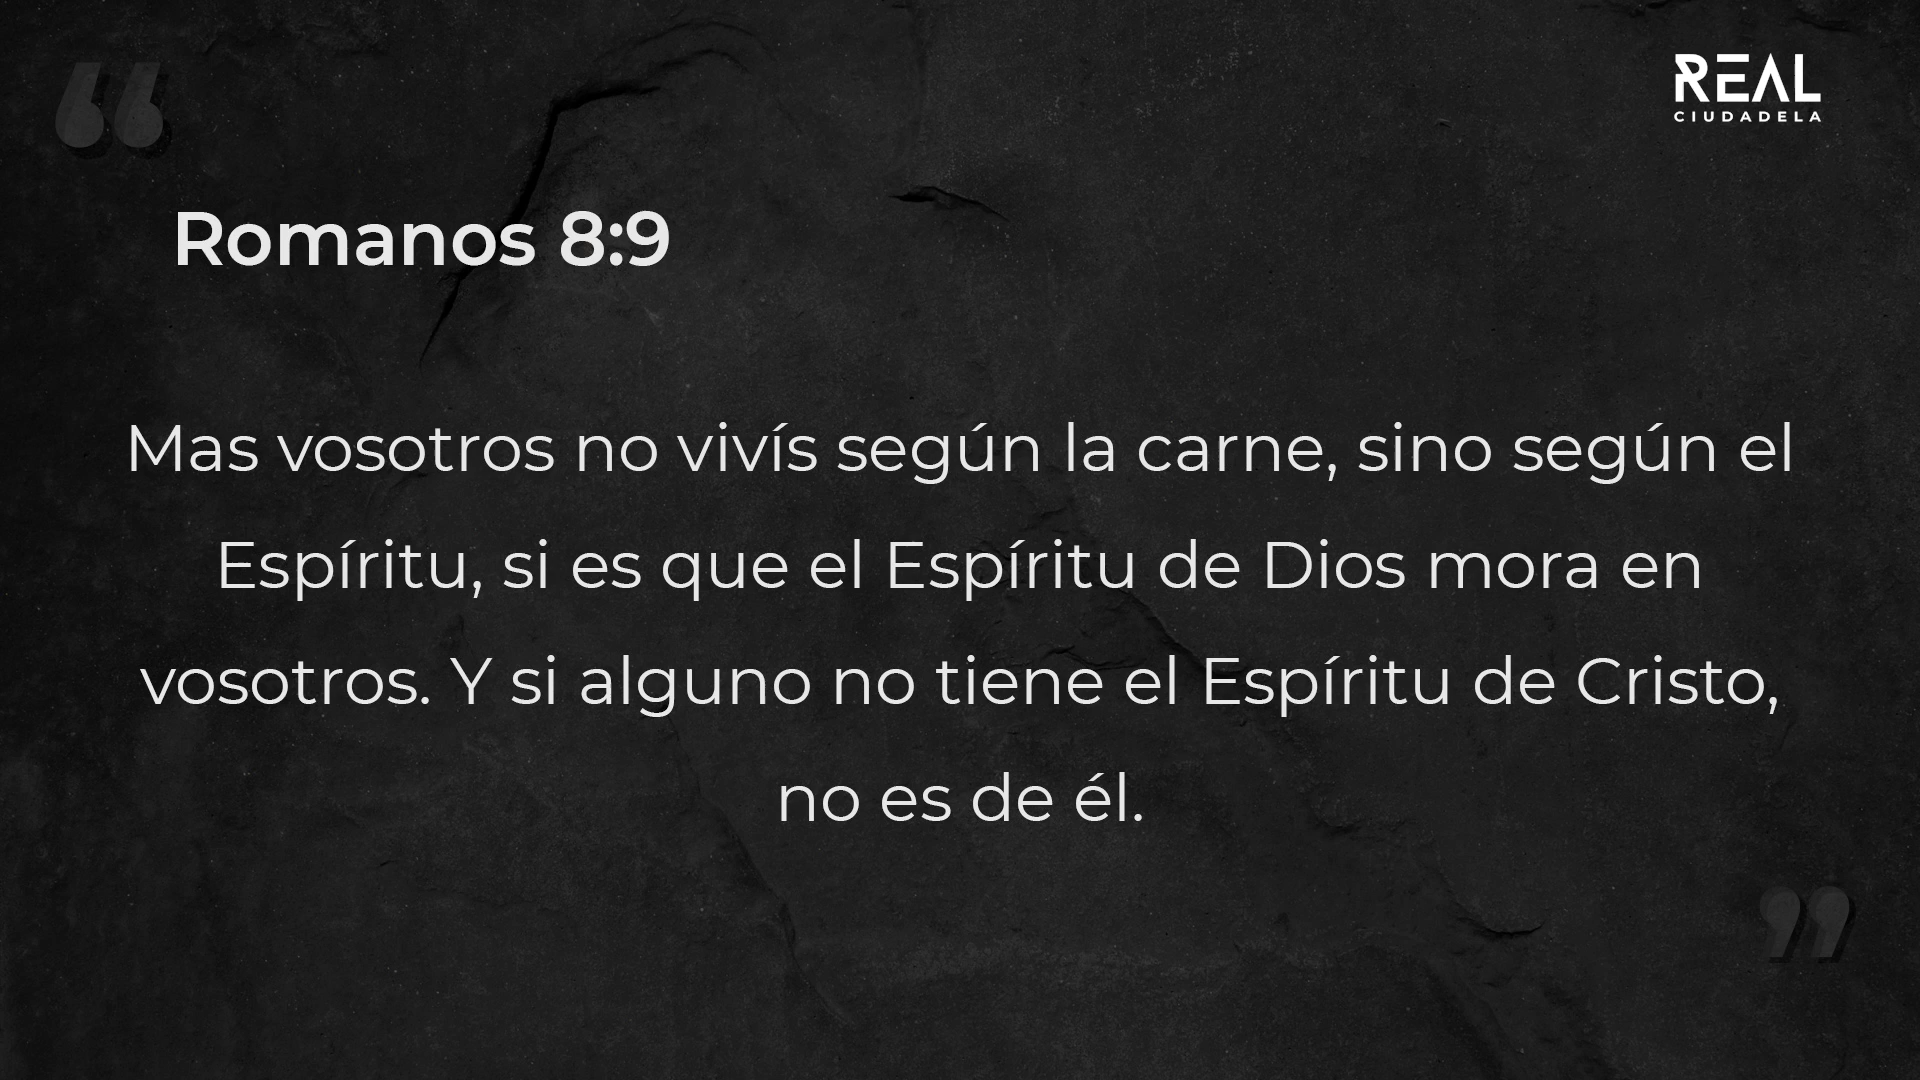 “
REAL
CIUDADELA
Romanos 8:9
Mas vosotros no vivís según la carne, sino según el
Espíritu, si es que el Espíritu de Dios mora en
vosotros. Y si alguno no tiene el Espíritu de Cristo,
no es de él.
”